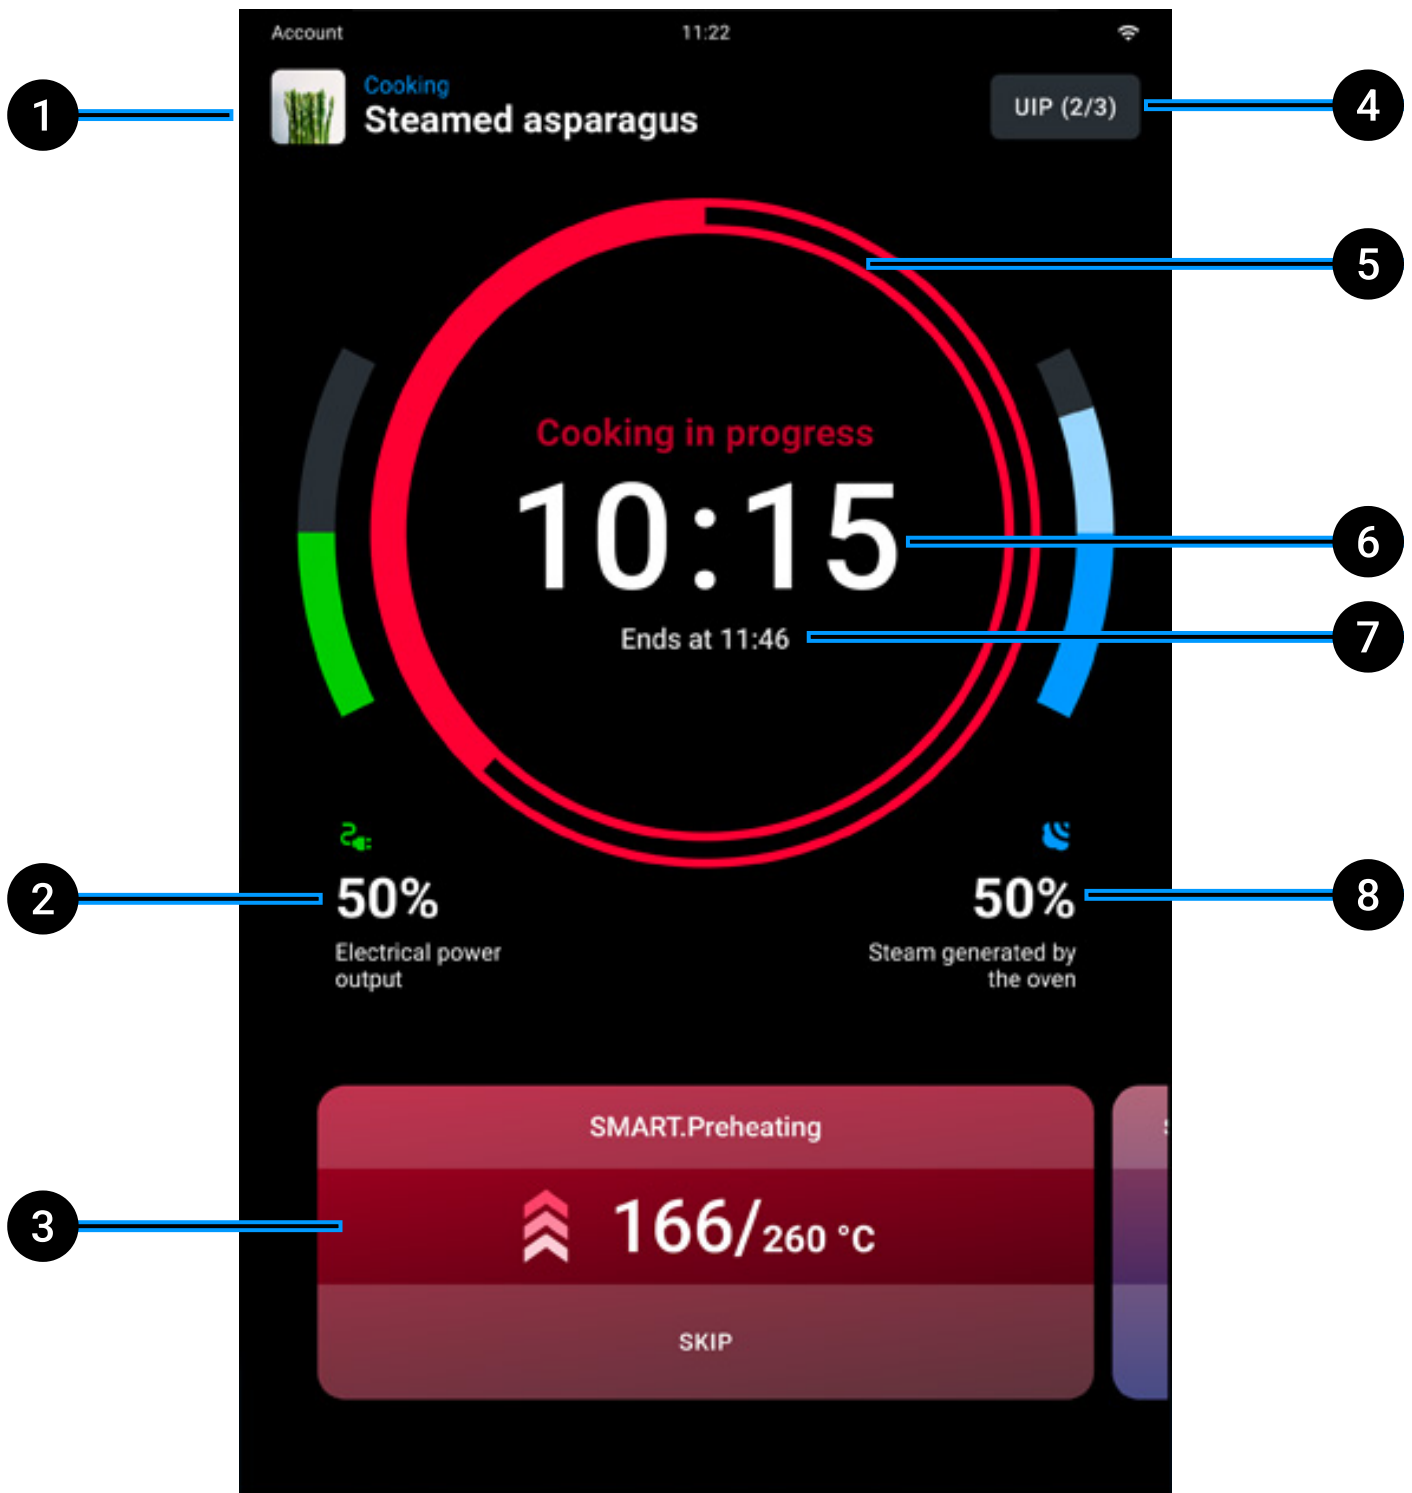 Account
11:22
1
Cooking
Steamed asparagus
UIP (2/3)
4
5
Cooking in progress
10:15
6
Ends at 11:46
7
2
50%
Electrical power
output
50%
8
Steam generated by
the oven
SMART.Preheating
3
166/260 °C
SKIP